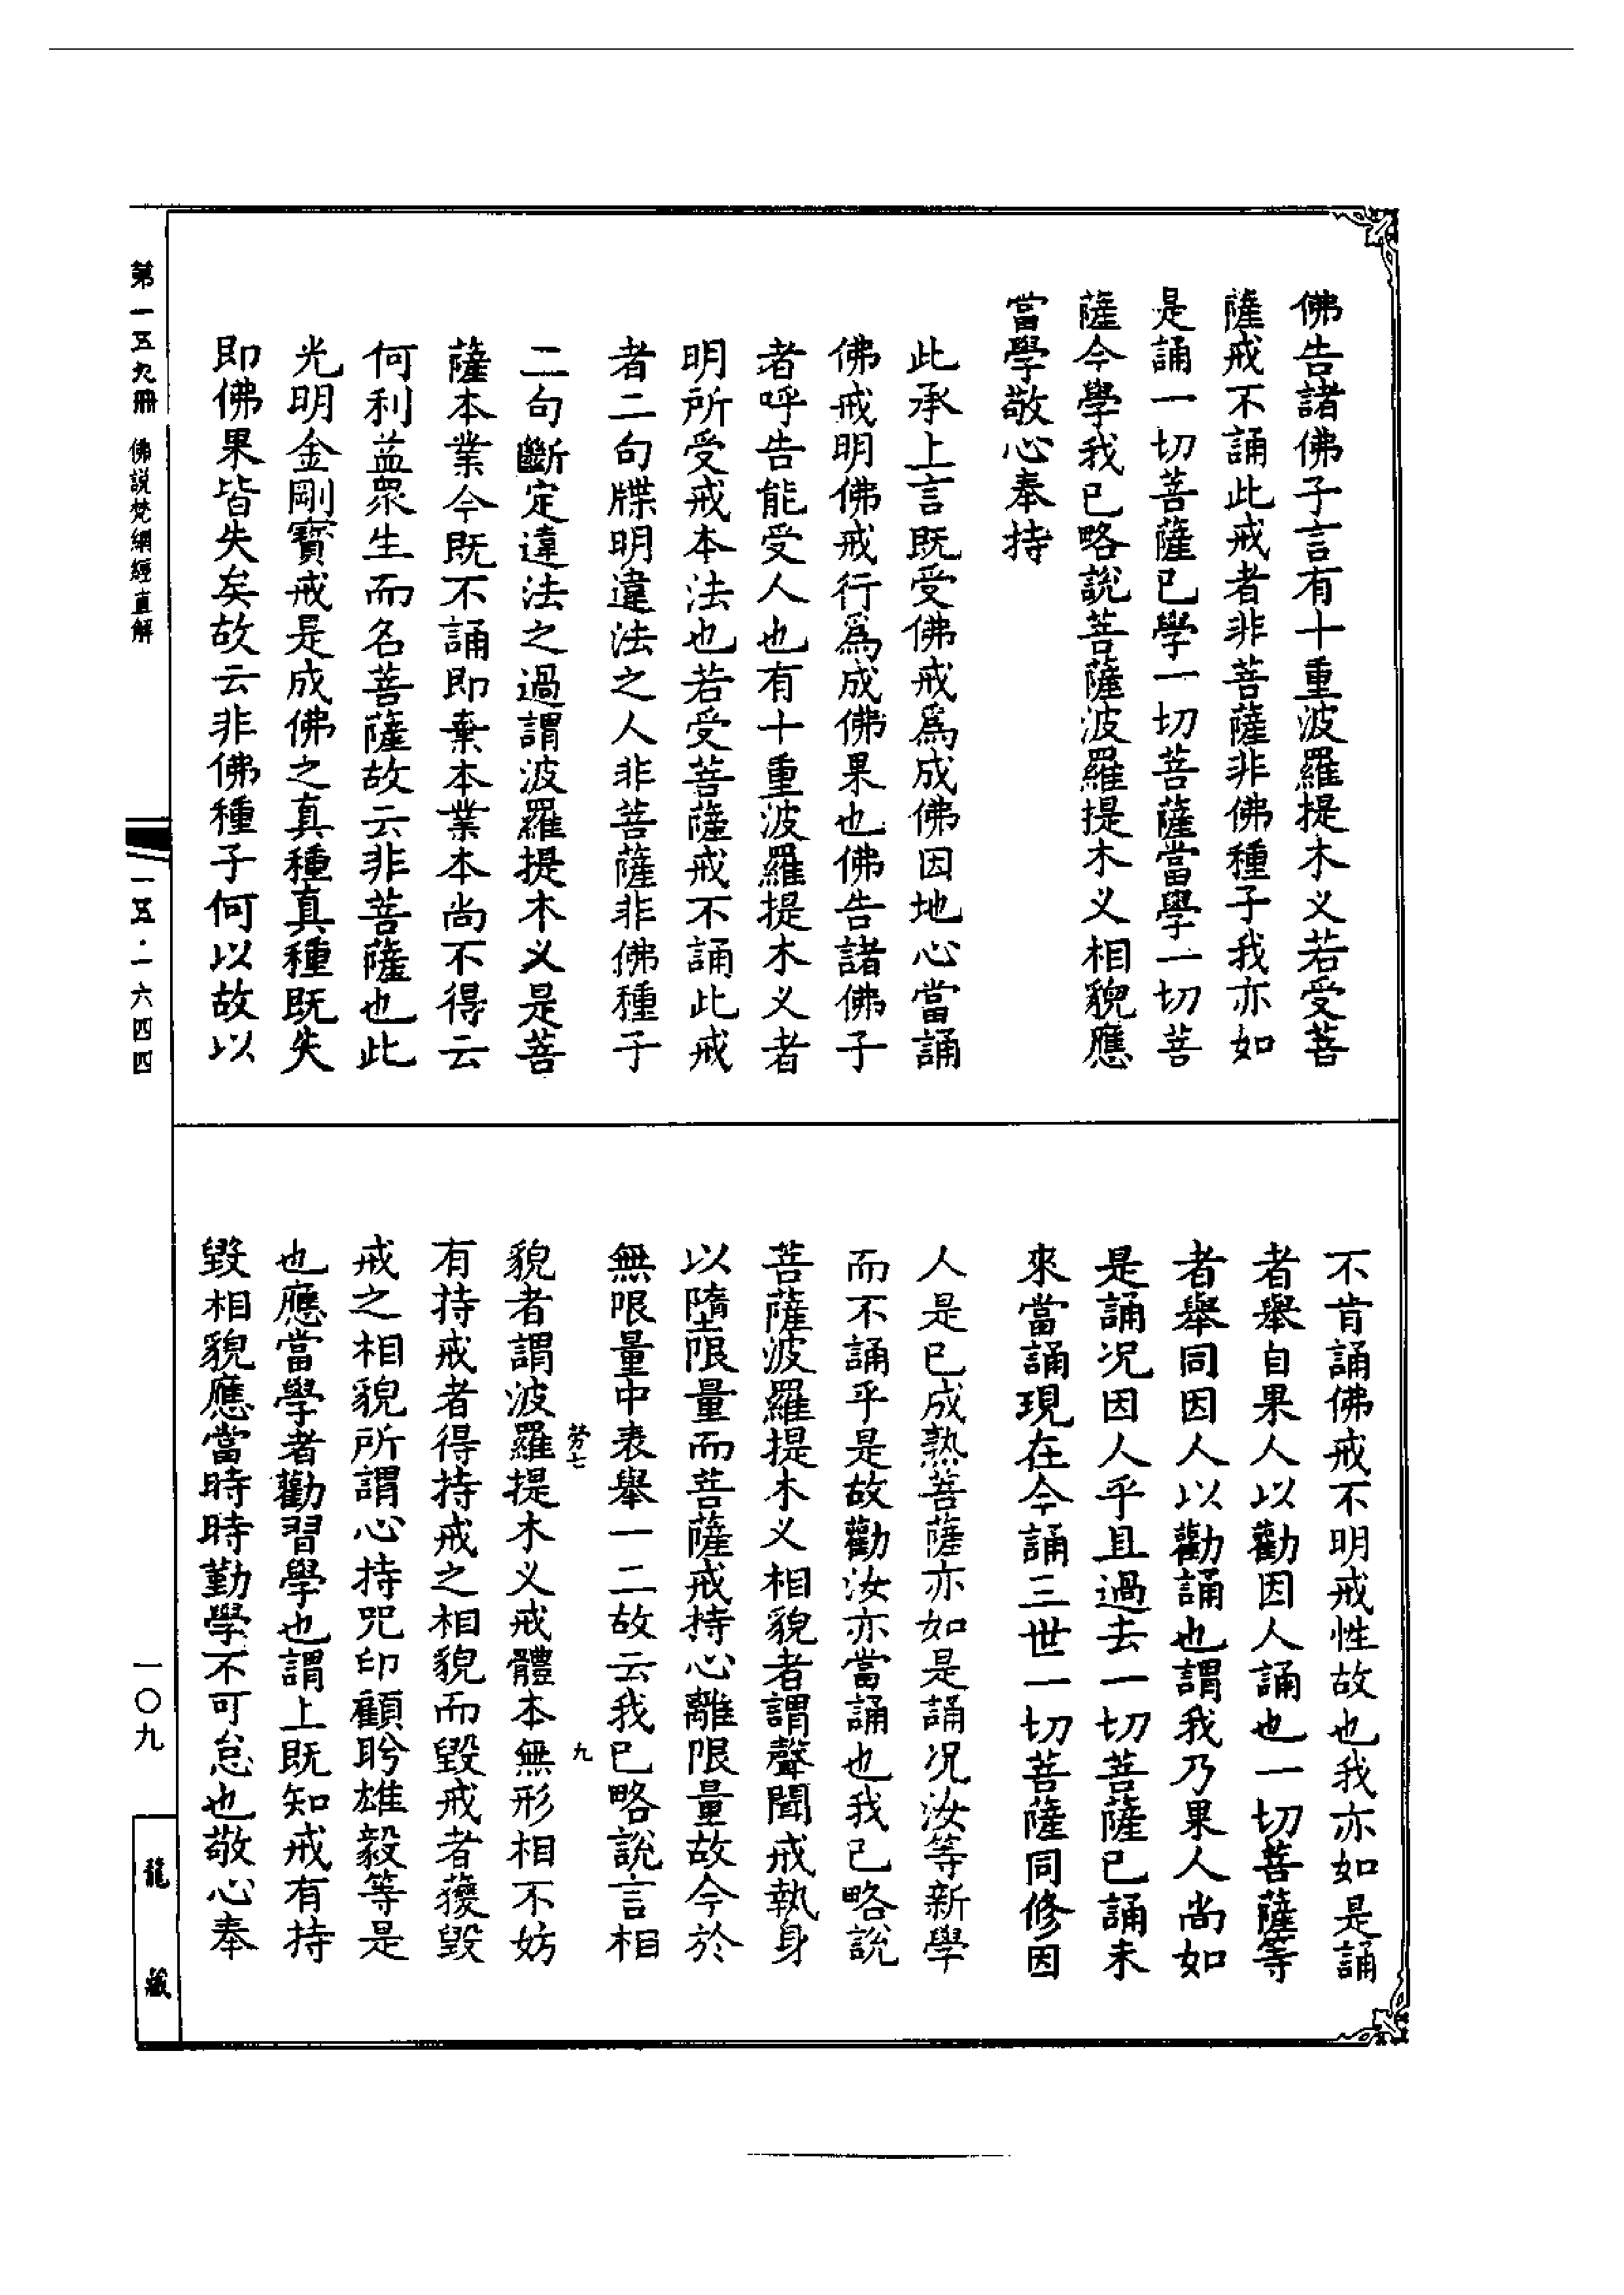 佛告諸佛子言有十重波羅提木义若受菩
薩戒不誦此戒者非菩薩非佛種子我亦如
是誦一切菩薩已學一切菩薩當學一切菩
薩今學我已略說菩薩波羅提木义相貌應
當學敬心奉持
此承上言既受佛戒爲成佛因地心當誦
佛戒明佛戒行爲成佛果也佛告諸佛子
者呼告能受人也有十重波羅提木义者
明所受戒本法也若受菩薩戒不誦此戒
者二句牒明違法之人非菩薩非佛種子
二句斷定違法之過謂波羅提木义是菩
薩本業今既不誦即棄本業本尚不得云
何利益眾生而名菩薩故云非菩薩也此
光明金剛寶戒是成佛之真種真種既失
即佛果皆失矣故云非佛種子何以故以
不肯誦佛戒不明戒性故也我亦如是誦
者舉自果人以勸因人誦也一切菩薩等
者舉同因人以勸誦也謂我乃果人尚如
是誦况因人乎且過去一切菩薩已誦未
來當誦現在今誦三世一切菩薩同修因
人是已成熟菩薩亦如是誦况汝等新學
而不誦乎是故勸汝亦當誦也我已略說
菩薩波羅提木义相貌者謂聲聞戒執身
以墮限量而菩薩戒持心離限量故今於
無限量中表舉一二故云我已略說言相
貌者謂波羅提木义戒體本無形相不妨
有持戒者得持戒之相貌而毀戒者獲毀
戒之相貌所謂心持咒印顧盻雄毅等是
也應當學者勸習學也謂上既知戒有持
毀相貌應當時時勤學不可怠也敬心奉
勞七
九
第一五九冊
佛說梵網經直解
一五·一六四四
一〇九
龍藏